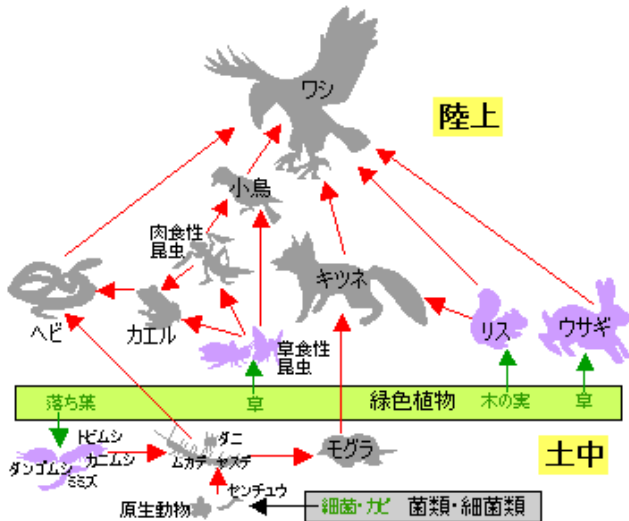 ワシ
陸上
小鳥
肉食性
昆虫
キツネ
ヘビ
カエル
草食性
昆虫
リス
ウサギ
落ち葉
草
緑色植物
木の実
草
トビムシ
ダニ
ダンゴムシ
カニムシ
ムカデ
ヤスデ
モグラ
土中
ミミズ
センチュウ
原生動物
細菌・カビ 菌類・細菌類